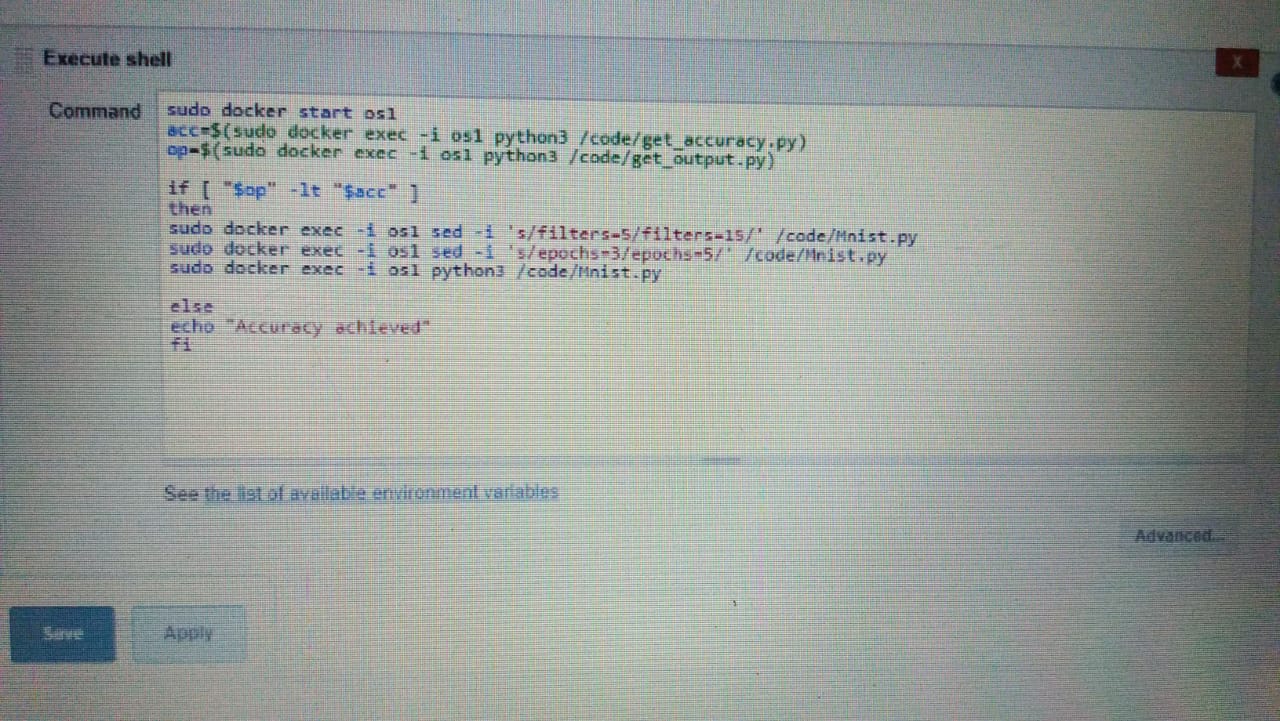 Execute shell
X
Command
sudo docker start os1
acc=$(sudo docker exec -i os1 python3 /code/get_accuracy.py)
op=$(sudo docker exec -i os1 python3 /code/get_output.py)
if [ "$op" -lt "$acc" ]
then
sudo docker exec -i os1 sed -i 's/filters=5/filters=15/' /code/Mnist.py
sudo docker exec -i os1 sed -i 's/epochs=3/epochs=5/' /code/Mnist.py
sudo docker exec -i os1 python3 /code/Mnist.py
else
echo "Accuracy achieved"
fi
See the list of available environment variables
Advanced...
Save
Apply